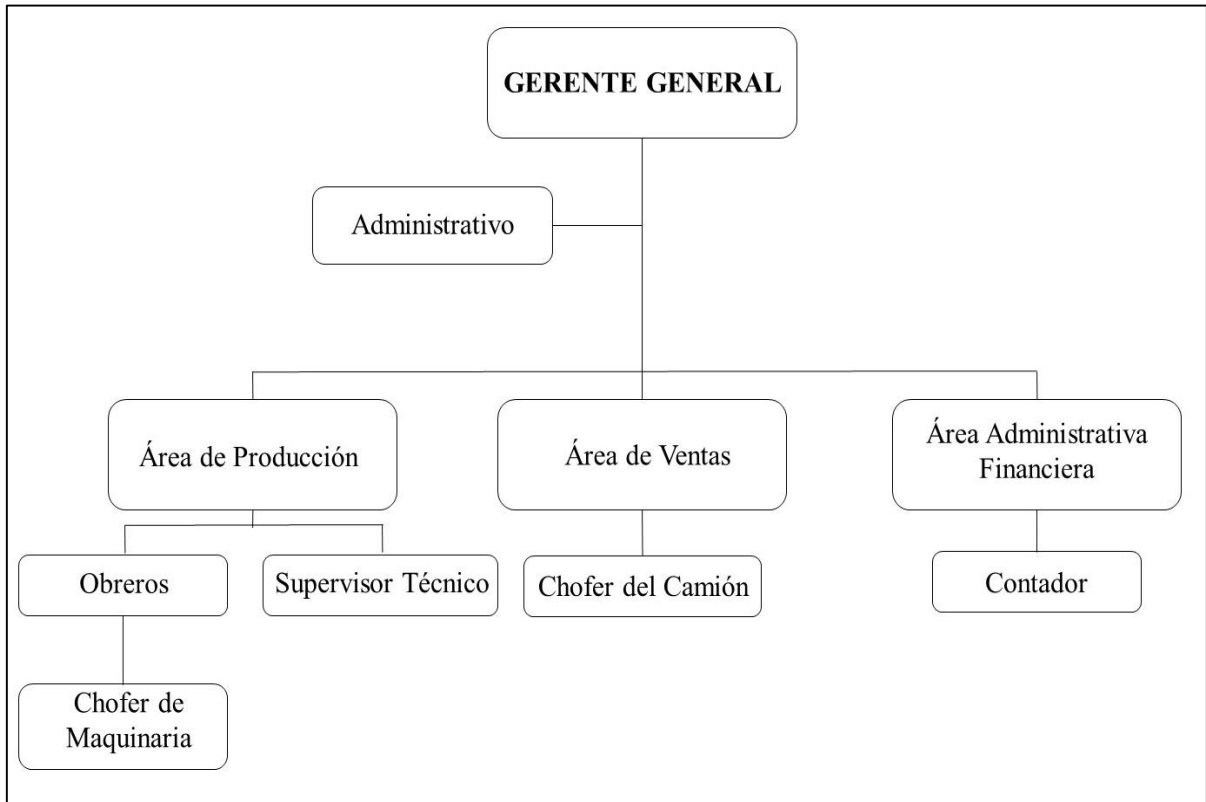 GERENTE GENERAL
Administrativo
Área de Producción
Área de Ventas
Área Administrativa
Financiera
Obreros
Supervisor Técnico
Chofer del Camión
Contador
Chofer de
Maquinaria